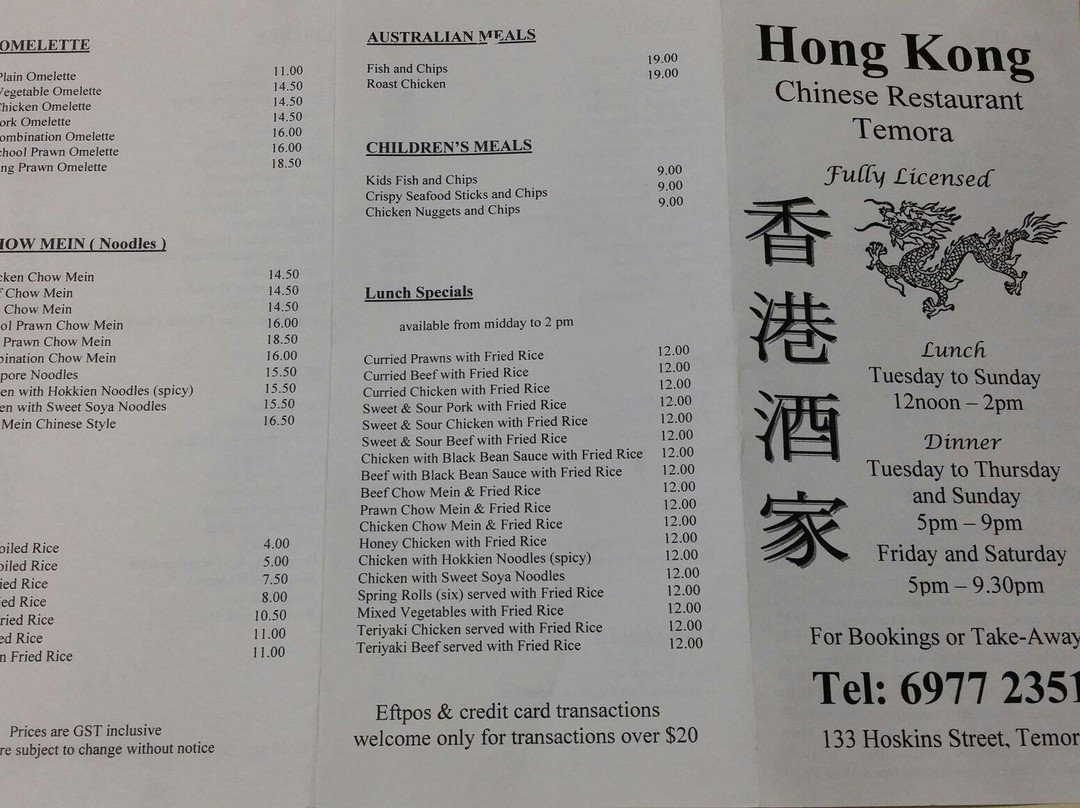 OMELETTE
Plain Omelette 11.00
Vegetable Omelette 14.50
Chicken Omelette 14.50
ork Omelette 14.50
ombination Omelette 16.00
chool Prawn Omelette 16.00
ng Prawn Omelette 18.50
HOW MEIN ( Noodles )
cken Chow Mein 14.50
f Chow Mein 14.50
Chow Mein 14.50
ol Prawn Chow Mein 16.00
Prawn Chow Mein 18.50
bination Chow Mein 16.00
pore Noodles 15.50
en with Hokkien Noodles (spicy) 15.50
en with Sweet Soya Noodles 15.50
Mein Chinese Style 16.50
oiled Rice 4.00
oiled Rice 5.00
ied Rice 7.50
ied Rice 8.00
ried Rice 10.50
ed Rice 11.00
n Fried Rice 11.00
Prices are GST inclusive
re subject to change without notice
AUSTRALIAN MEALS
Fish and Chips 19.00
Roast Chicken 19.00
CHILDREN'S MEALS
Kids Fish and Chips 9.00
Crispy Seafood Sticks and Chips 9.00
Chicken Nuggets and Chips 9.00
Lunch Specials
available from midday to 2 pm
Curried Prawns with Fried Rice 12.00
Curried Beef with Fried Rice 12.00
Curried Chicken with Fried Rice 12.00
Sweet & Sour Pork with Fried Rice 12.00
Sweet & Sour Chicken with Fried Rice 12.00
Sweet & Sour Beef with Fried Rice 12.00
Chicken with Black Bean Sauce with Fried Rice 12.00
Beef with Black Bean Sauce with Fried Rice 12.00
Beef Chow Mein & Fried Rice 12.00
Prawn Chow Mein & Fried Rice 12.00
Chicken Chow Mein & Fried Rice 12.00
Honey Chicken with Fried Rice 12.00
Chicken with Hokkien Noodles (spicy) 12.00
Chicken with Sweet Soya Noodles 12.00
Spring Rolls (six) served with Fried Rice 12.00
Mixed Vegetables with Fried Rice 12.00
Teriyaki Chicken served with Fried Rice 12.00
Teriyaki Beef served with Fried Rice 12.00
Eftpos & credit card transactions
welcome only for transactions over $20
Hong Kong
Chinese Restaurant
Temora
Fully Licensed
香港酒家
Lunch
Tuesday to Sunday
12noon – 2pm
Dinner
Tuesday to Thursday
and Sunday
5pm – 9pm
Friday and Saturday
5pm – 9.30pm
For Bookings or Take-Away
Tel: 6977 2351
133 Hoskins Street, Temor